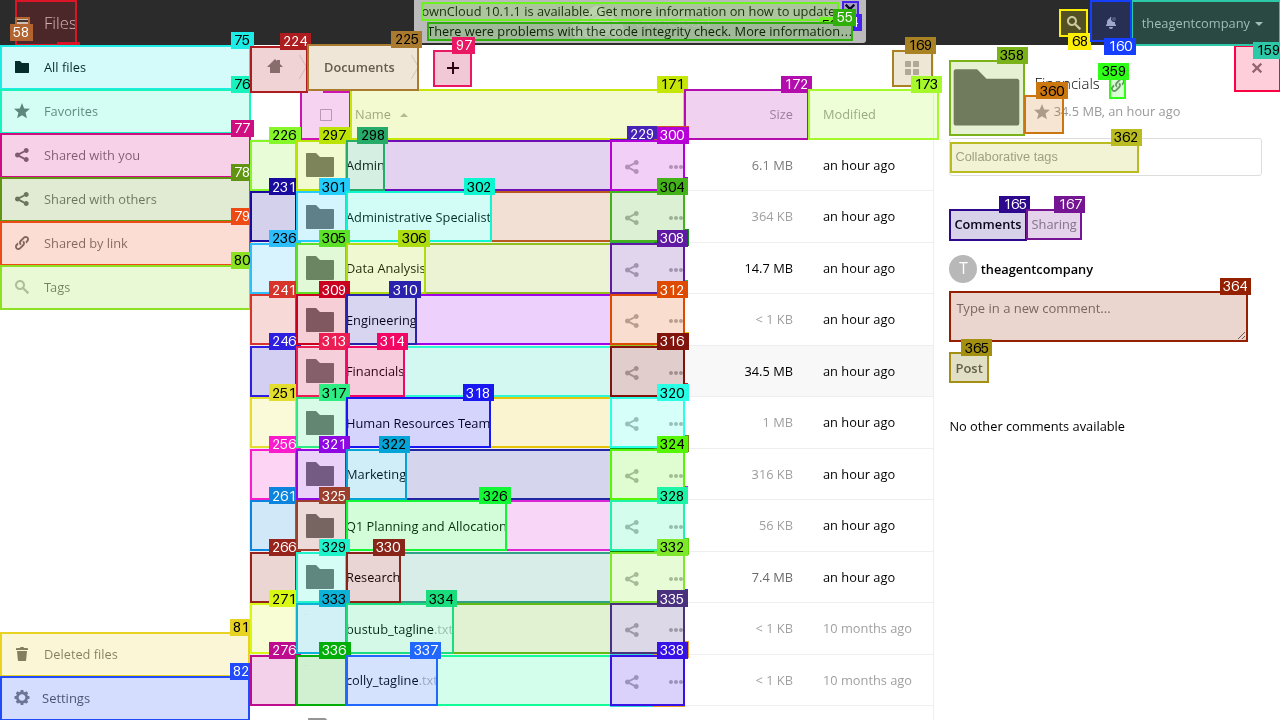 Files
ownCloud 10.1.1 is available. Get more information on how to update
There were problems with the code integrity check. More information…
theagentcompany
58
55
68
160
159
75
All files
76
Favorites
77
Shared with you
78
Shared with others
79
Shared by link
80
Tags
81
Deleted files
82
Settings
224
225
Documents
97
+
169
171
172
173
Name
Size
Modified
226
297
298
229
300
Admin
6.1 MB
an hour ago
231
301
302
304
Administrative Specialist
364 KB
an hour ago
236
305
306
308
Data Analysis
14.7 MB
an hour ago
241
309
310
312
Engineering
< 1 KB
an hour ago
246
313
314
316
Financials
34.5 MB
an hour ago
251
317
318
320
Human Resources Team
1 MB
an hour ago
256
321
322
324
Marketing
316 KB
an hour ago
261
325
326
328
Q1 Planning and Allocation
56 KB
an hour ago
266
329
330
332
Research
7.4 MB
an hour ago
271
333
334
335
bustub_tagline.txt
< 1 KB
10 months ago
276
336
337
338
colly_tagline.txt
< 1 KB
10 months ago
358
Financials
359
360
34.5 MB, an hour ago
362
Collaborative tags
165
167
Comments
Sharing
T
theagentcompany
364
Type in a new comment...
365
Post
No other comments available